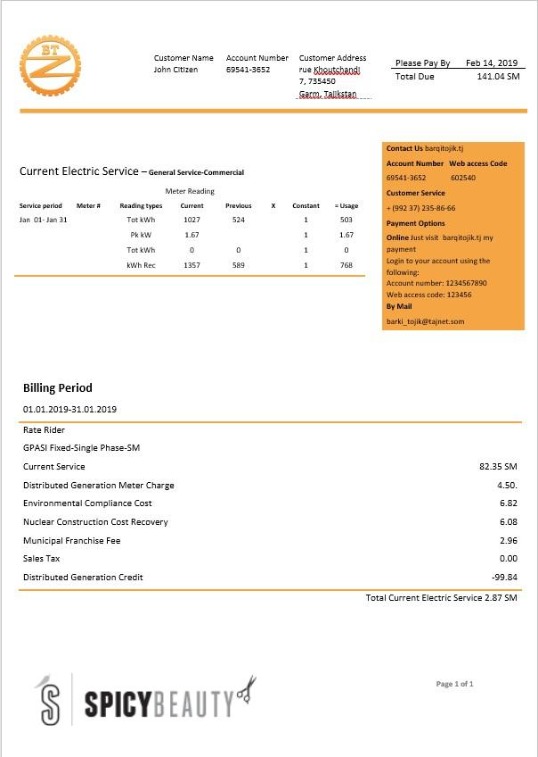 BT
Customer Name Account Number Customer Address
John Citizen 69541-3652 rue Khoutchandi
7, 735450
Garm, Tajikstan
Please Pay By Feb 14, 2019
Total Due 141.04 SM
Current Electric Service – General Service-Commercial
Meter Reading
Service period Meter # Reading types Current Previous X Constant = Usage
Jan 01- Jan 31 Tot kWh 1027 524 1 503
Pk kW 1.67 1 1.67
Tot kWh 0 0 1 0
kWh Rec 1357 589 1 768
Contact Us barqitojik.tj
Account Number Web access Code
69541-3652 602540
Customer Service
+ (992 37) 235-86-66
Payment Options
Online Just visit barqitojik.tj my
payment
Login to your account using the
following:
Account number: 1234567890
Web access code: 123456
By Mail
barki_tojik@tajnet.som
Billing Period
01.01.2019-31.01.2019
Rate Rider
GPASI Fixed-Single Phase-SM
Current Service 82.35 SM
Distributed Generation Meter Charge 4.50.
Environmental Compliance Cost 6.82
Nuclear Construction Cost Recovery 6.08
Municipal Franchise Fee 2.96
Sales Tax 0.00
Distributed Generation Credit -99.84
Total Current Electric Service 2.87 SM
S SPICYBEAUTY
Page 1 of 1